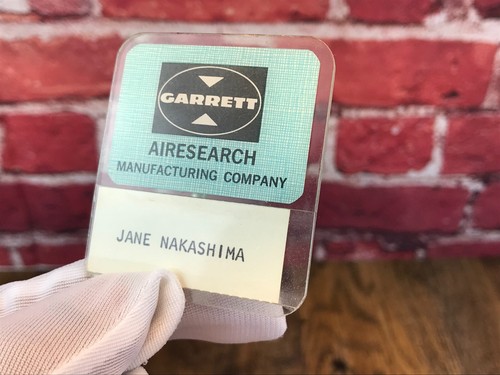 GARRETT
AIRESEARCH
MANUFACTURING COMPANY
JANE NAKASHIMA